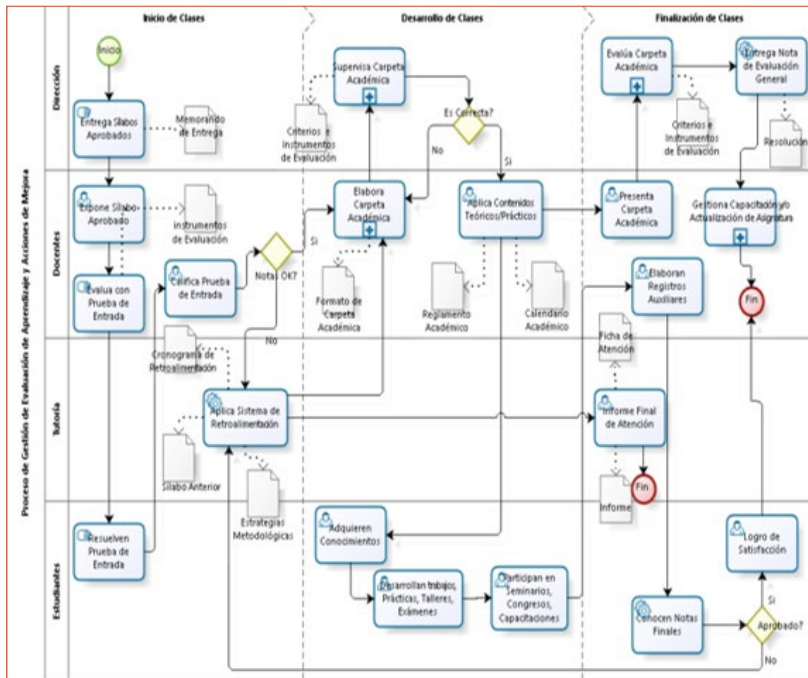 Proceso de Gestión de Evaluación de Aprendizaje y Acciones de Mejora
Inicio de Clases
Desarrollo de Clases
Finalización de Clases
Dirección
Inicio
Entrega Sílabos
Aprobados
Memorando
de Entrega
Supervisa Carpeta
Académica
Criterios e
Instrumentos
de Evaluación
Es Correcta?
No
Si
Evalúa Carpeta
Académica
Criterios e
Instrumentos
de Evaluación
Entrega Nota
de Evaluación
General
Resolución
Docentes
Expone Sílabo
Aprobado
Instrumentos
de Evaluación
Evalua con
Prueba de
Entrada
Califica Prueba
de Entrada
Notas OK?
Si
No
Elabora
Carpeta
Académica
Formato de
Carpeta
Académica
Aplica Contenidos
Teóricos/Prácticos
Reglamento
Académico
Calendario
Académico
Presenta
Carpeta
Académica
Gestiona Capacitación y/o
Actualización de Asignatura
Elaboran
Registros
Auxiliares
Fin
Tutoría
Cronograma de
Retroalimentación
Aplica Sistema de
Retroalimentación
Sílabo Anterior
Estrategias
Metodológicas
Ficha de
Atención
Informe Final
de Atención
Informe
Fin
Estudiantes
Resuelven
Prueba de
Entrada
Adquieren
Conocimientos
Desarrollan trabajos,
Prácticas, Talleres,
Exámenes
Participan en
Seminarios,
Congresos,
Capacitaciones
Conocen Notas
Finales
Aprobado?
Si
No
Logro de
Satisfacción